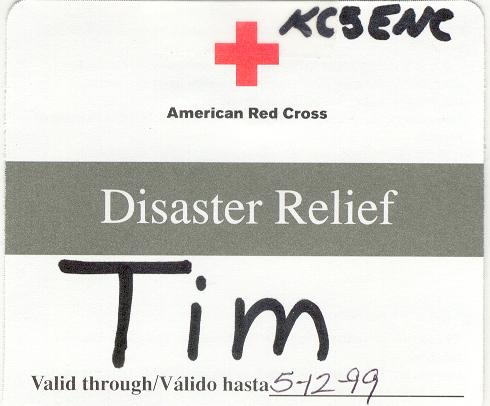 KC5ENC
American Red Cross
Disaster Relief
Tim
Valid through/Válido hasta 5-12-99